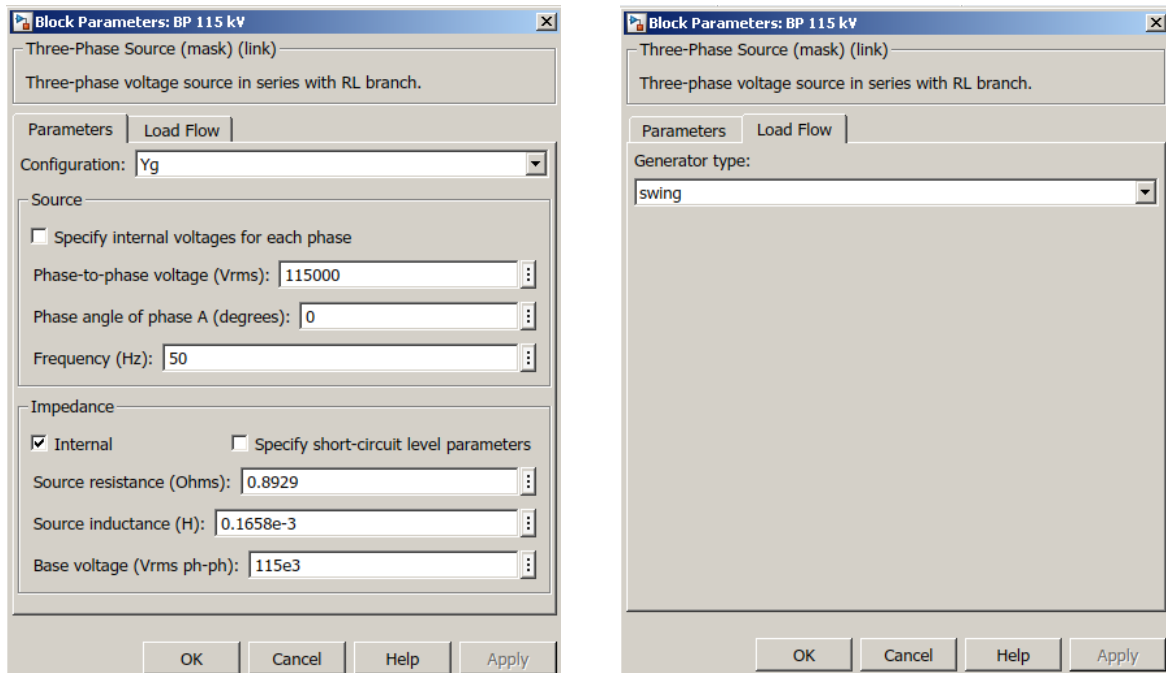 Block Parameters: BP 115 kV
Three-Phase Source (mask) (link)
Three-phase voltage source in series with RL branch.
Parameters
Load Flow
Configuration: Yg
Source
Specify internal voltages for each phase
Phase-to-phase voltage (Vrms): 115000
Phase angle of phase A (degrees): 0
Frequency (Hz): 50
Impedance
Internal
Specify short-circuit level parameters
Source resistance (Ohms): 0.8929
Source inductance (H): 0.1658e-3
Base voltage (Vrms ph-ph): 115e3
OK
Cancel
Help
Apply
Block Parameters: BP 115 kV
Three-Phase Source (mask) (link)
Three-phase voltage source in series with RL branch.
Parameters
Load Flow
Generator type:
swing
OK
Cancel
Help
Apply